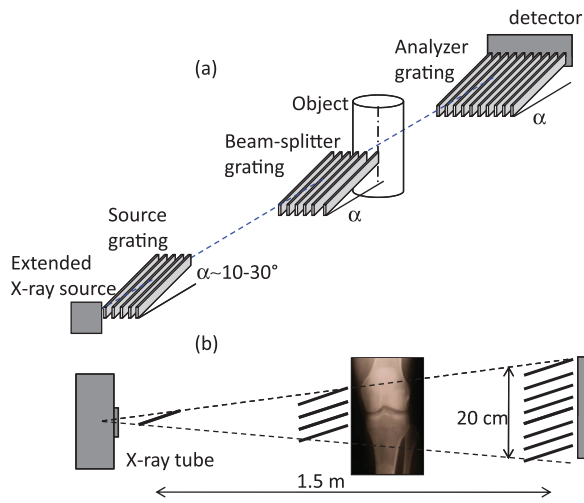 detector
(a)
Analyzer
grating
Object
α
Beam-splitter
grating
α
Source
grating
α~10-30°
Extended
X-ray source
(b)
20 cm
X-ray tube
1.5 m